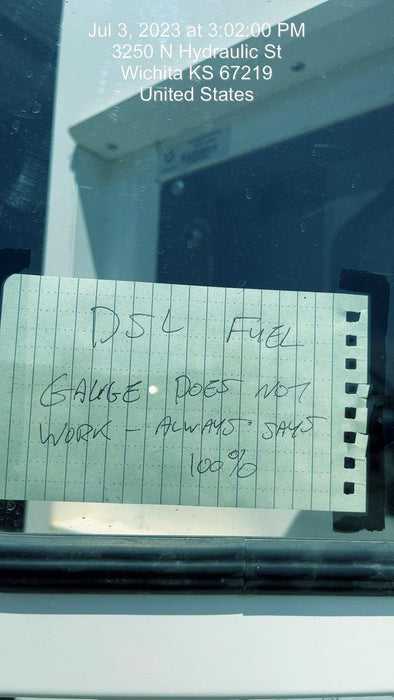 Jul 3, 2023 at 3:02:00 PM
3250 N Hydraulic St
Wichita KS 67219
United States
DSL FUEL
GAUGE DOES NOT
WORK - ALWAYS SAYS
100%